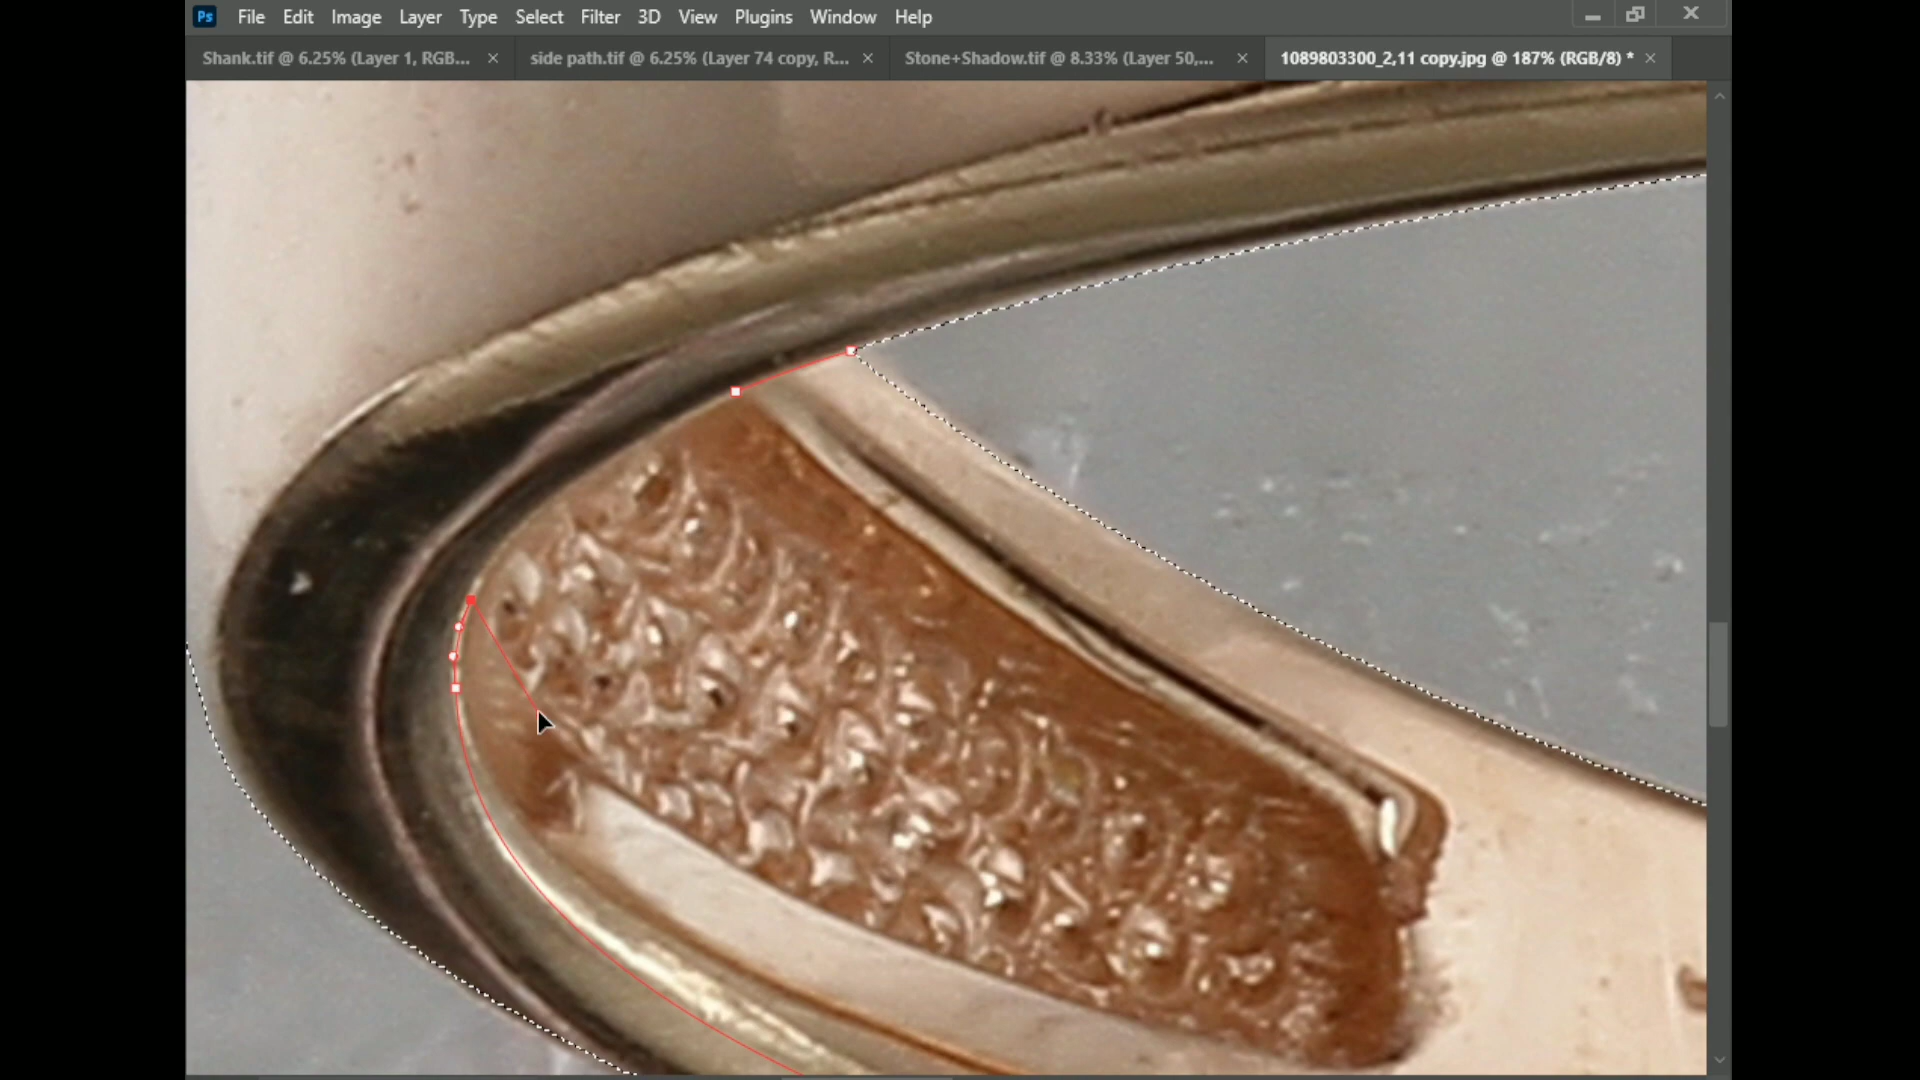 Ps File Edit Image Layer Type Select Filter 3D View Plugins Window Help
Shank.tif @ 6.25% (Layer 1, RGB... × side path.tif @ 6.25% (Layer 74 copy, R... × Stone+Shadow.tif @ 8.33% (Layer 50,... × 1089803300_2,11 copy.jpg @ 187% (RGB/8) * ×